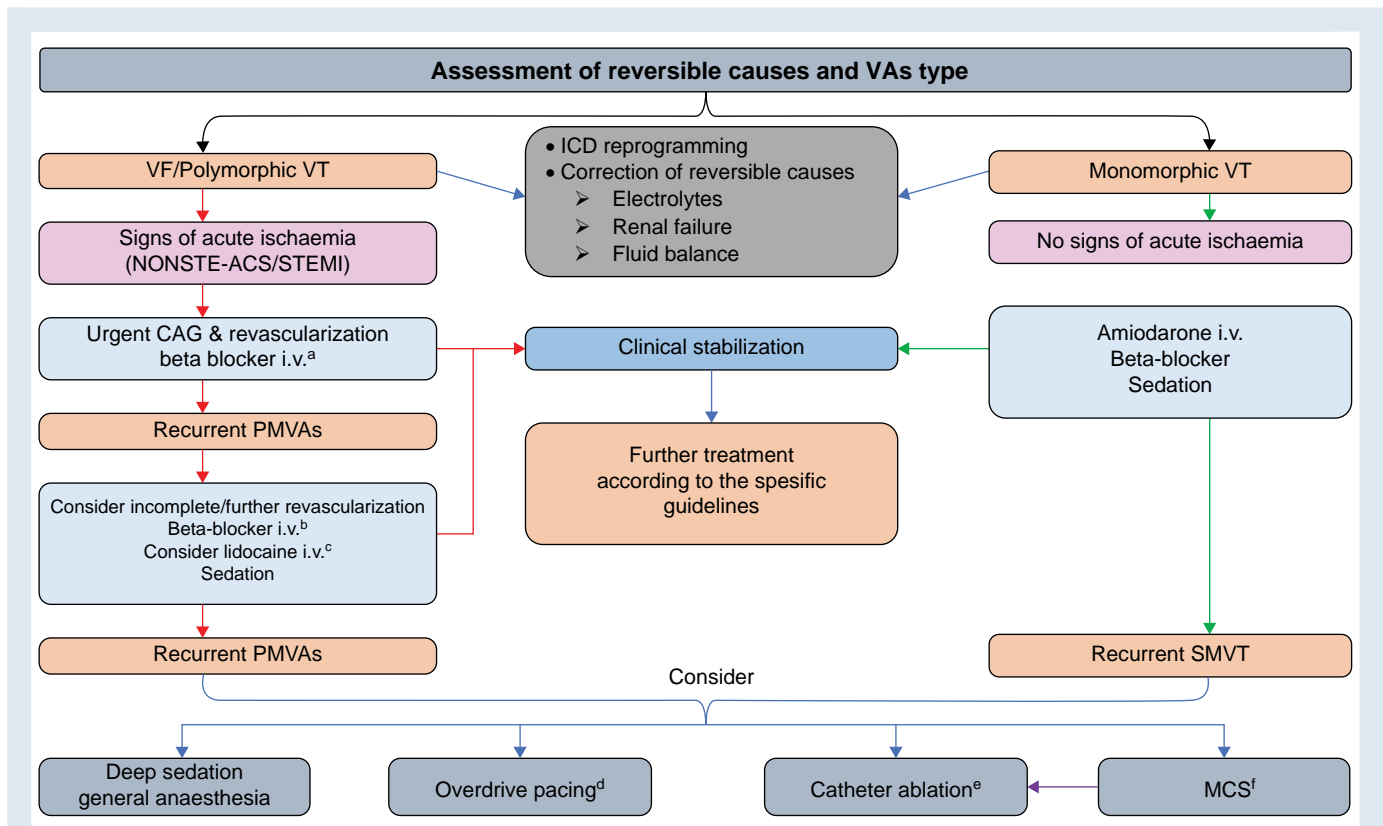 Assessment of reversible causes and VAs type
VF/Polymorphic VT
• ICD reprogramming
• Correction of reversible causes
➢ Electrolytes
➢ Renal failure
➢ Fluid balance
Monomorphic VT
Signs of acute ischaemia
(NONSTE-ACS/STEMI)
No signs of acute ischaemia
Urgent CAG & revascularization
beta blocker i.v.a
Clinical stabilization
Amiodarone i.v.
Beta-blocker
Sedation
Recurrent PMVAs
Further treatment
according to the spesific
guidelines
Consider incomplete/further revascularization
Beta-blocker i.v.b
Consider lidocaine i.v.c
Sedation
Recurrent PMVAs
Recurrent SMVT
Consider
Deep sedation
general anaesthesia
Overdrive pacingd
Catheter ablatione
MCSf